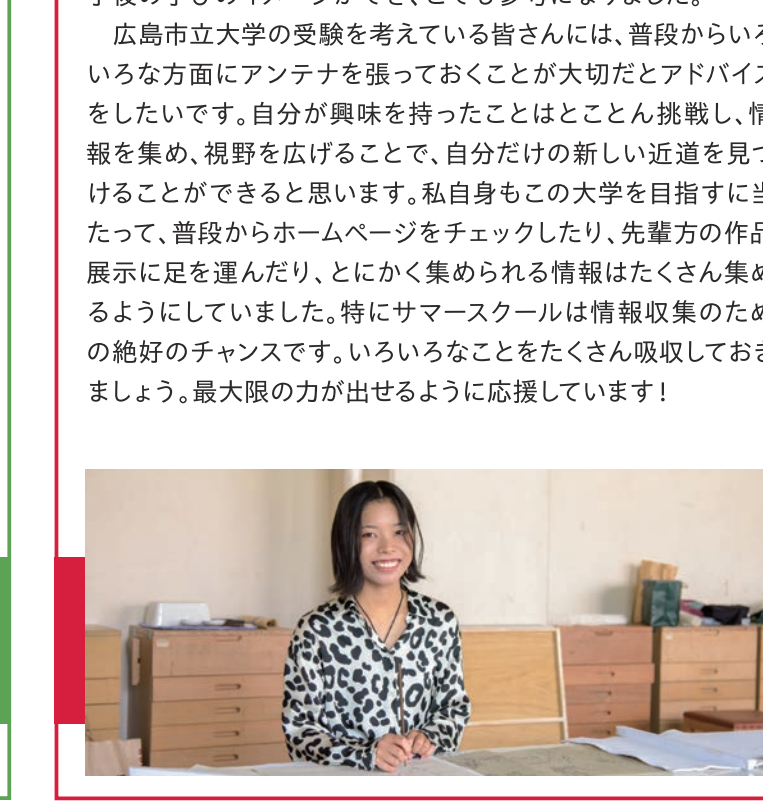 広島市立大学の受験を考えている皆さんには、普段からいろ
いろな方面にアンテナを張っておくことが大切だとアドバイス
をしたいです。自分が興味を持ったことはとことん挑戦し、情
報を集め、視野を広げることで、自分だけの新しい近道を見つ
けることができると思います。私自身もこの大学を目指すに当
たって、普段からホームページをチェックしたり、先輩方の作品
展示に足を運んだり、とにかく集められる情報はたくさん集め
るようにしていました。特にサマースクールは情報収集のため
の絶好のチャンスです。いろいろなことをたくさん吸収しておき
ましょう。最大限の力が出せるように応援しています!